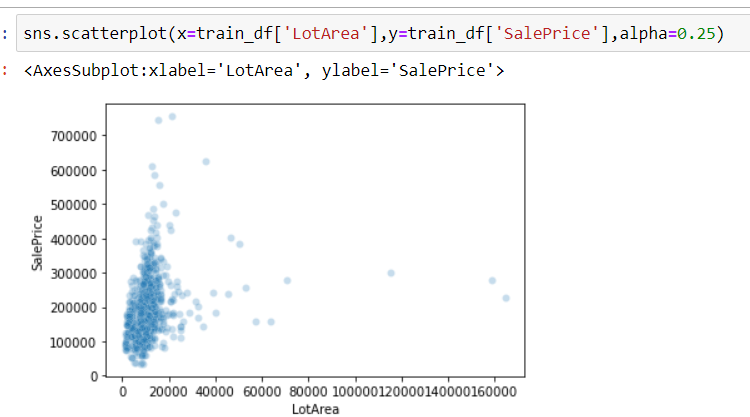 : sns.scatterplot(x=train_df['LotArea'],y=train_df['SalePrice'],alpha=0.25)
: <AxesSubplot:xlabel='LotArea', ylabel='SalePrice'>
700000
600000
500000
400000
300000
200000
100000
0
SalePrice
0 20000 40000 60000 80000 100000120000140000160000
LotArea